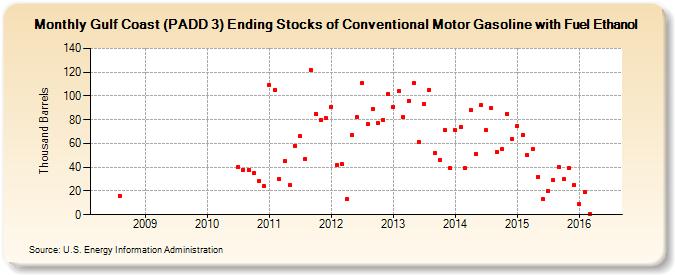 Monthly Gulf Coast (PADD 3) Ending Stocks of Conventional Motor Gasoline with Fuel Ethanol
Thousand Barrels
140
120
100
80
60
40
20
0
2009 2010 2011 2012 2013 2014 2015 2016
Source: U.S. Energy Information Administration